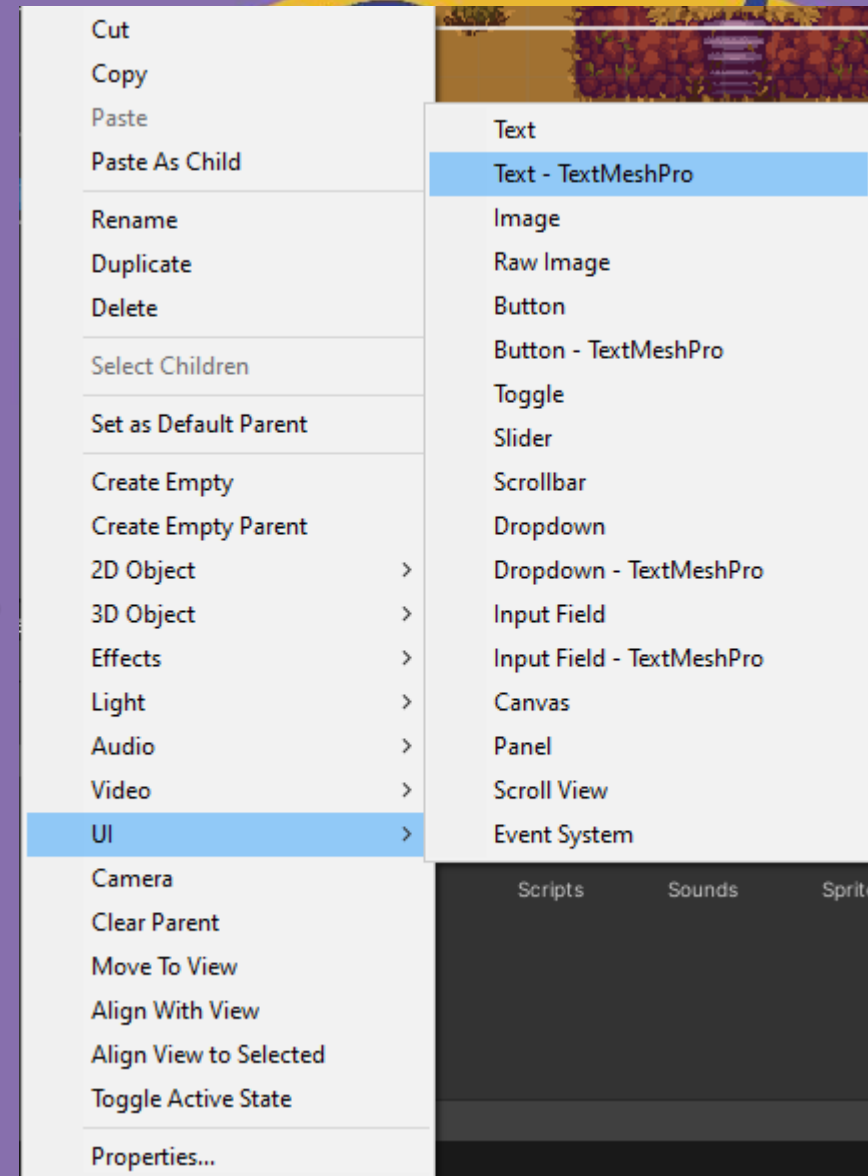 Cut
Copy
Paste
Paste As Child
Rename
Duplicate
Delete
Select Children
Set as Default Parent
Create Empty
Create Empty Parent
2D Object
3D Object
Effects
Light
Audio
Video
UI
Camera
Clear Parent
Move To View
Align With View
Align View to Selected
Toggle Active State
Properties...
Text
Text - TextMeshPro
Image
Raw Image
Button
Button - TextMeshPro
Toggle
Slider
Scrollbar
Dropdown
Dropdown - TextMeshPro
Input Field
Input Field - TextMeshPro
Canvas
Panel
Scroll View
Event System
Scripts Sounds